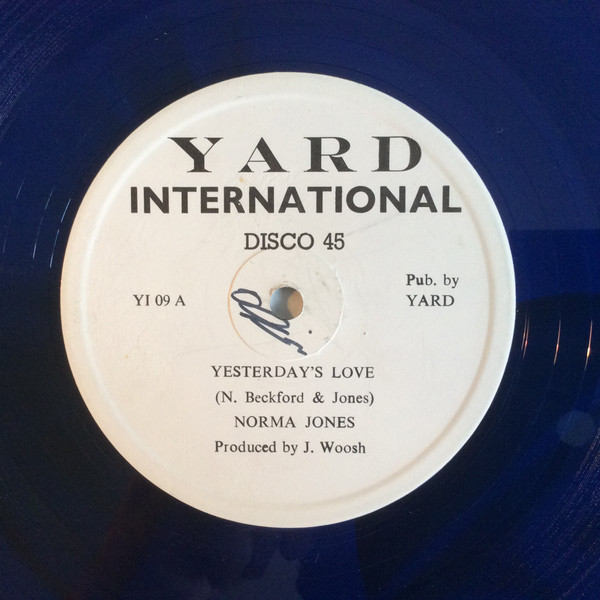 YARD
INTERNATIONAL
DISCO 45
YI 09 A
Pub. by
YARD
YESTERDAY'S LOVE
(N. Beckford & Jones)
NORMA JONES
Produced by J. Woosh